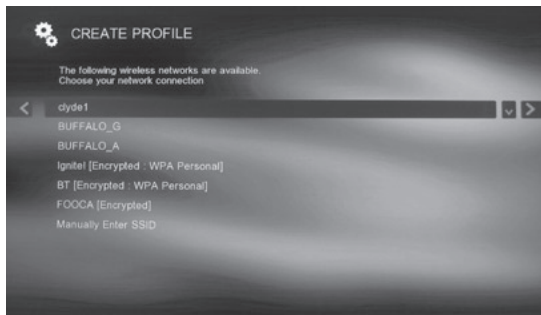 CREATE PROFILE
The following wireless networks are available.
Choose your network connection
clyde1
BUFFALO_G
BUFFALO_A
Ignitel [Encrypted : WPA Personal]
BT [Encrypted : WPA Personal]
FOOCA [Encrypted]
Manually Enter SSID